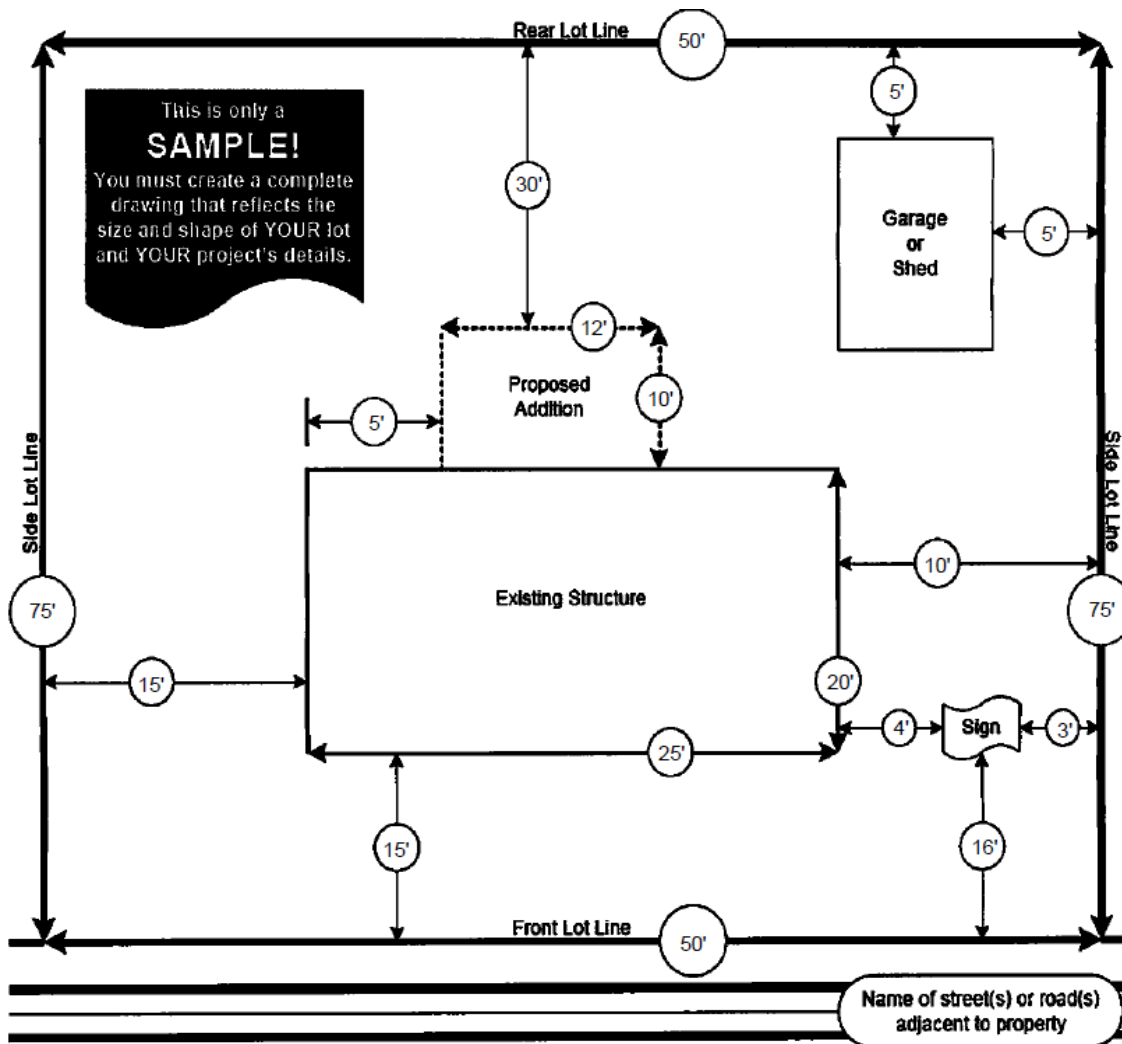 Rear Lot Line
50'
This is only a
SAMPLE!
You must create a complete
drawing that reflects the
size and shape of YOUR lot
and YOUR project's details.
5'
30'
Garage
or
Shed
5'
12'
Proposed
Addition
10'
5'
Side Lot Line
Side Lot Line
10'
Existing Structure
75'
75'
15'
20'
4'
Sign
3'
25'
15'
16'
Front Lot Line
50'
Name of street(s) or road(s)
adjacent to property